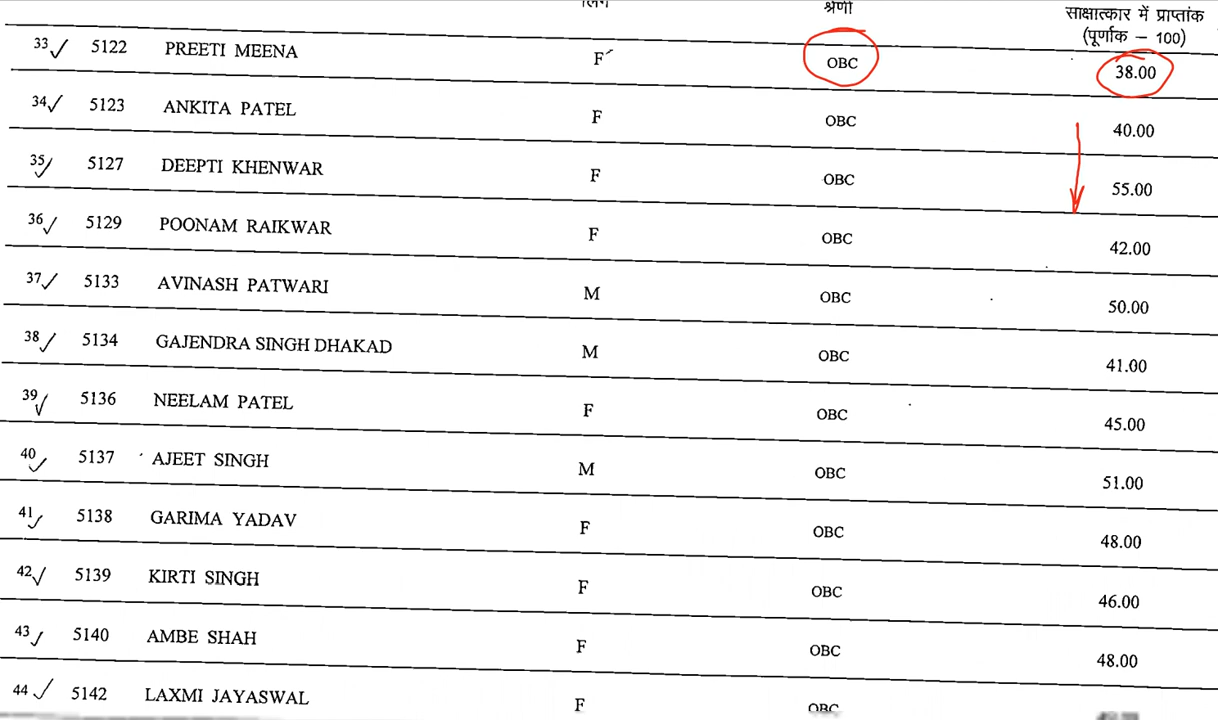 लिंग श्रेणी साक्षात्कार में प्राप्तांक
(पूर्णांक – 100)
33 5122 PREETI MEENA F OBC 38.00
34 5123 ANKITA PATEL F OBC 40.00
35 5127 DEEPTI KHENWAR F OBC 55.00
36 5129 POONAM RAIKWAR F OBC 42.00
37 5133 AVINASH PATWARI M OBC 50.00
38 5134 GAJENDRA SINGH DHAKAD M OBC 41.00
39 5136 NEELAM PATEL F OBC 45.00
40 5137 AJEET SINGH M OBC 51.00
41 5138 GARIMA YADAV F OBC 48.00
42 5139 KIRTI SINGH F OBC 46.00
43 5140 AMBE SHAH F OBC 48.00
44 5142 LAXMI JAYASWAL F OBC